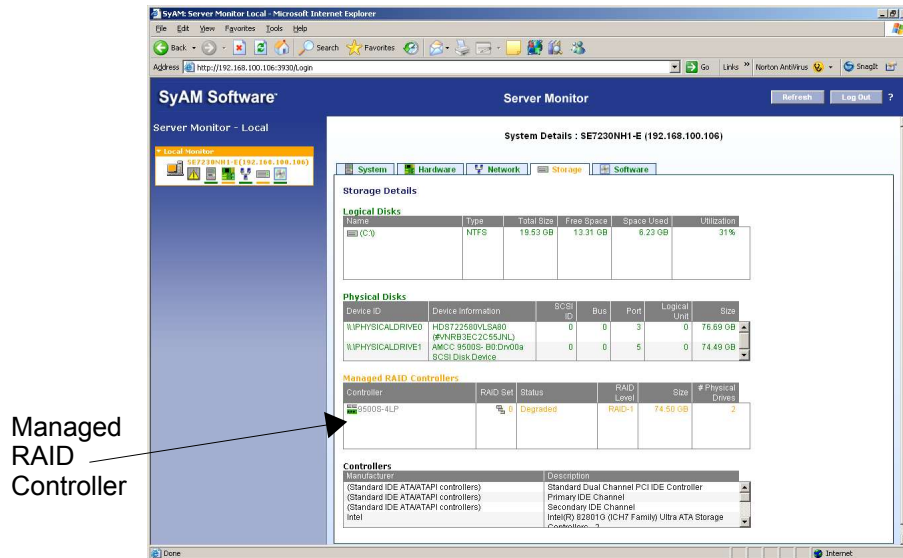 SyAM: Server Monitor Local - Microsoft Internet Explorer
File Edit View Favorites Tools Help
Back Search Favorites
Address http://192.168.100.106:3930/Login Go Links » Norton AntiVirus SnagIt
SyAM Software Server Monitor Refresh Log Out ?
Server Monitor - Local
System Details : SE7230NH1-E (192.168.100.106)
Local Monitor
SE7230NH1-E(192.168.100.106)
System Hardware Network Storage Software
Storage Details
Logical Disks
Name Type Total Size Free Space Space Used Utilization
(C:\) NTFS 19.53 GB 13.31 GB 6.23 GB 31%
Physical Disks
Device ID Device Information SCSI ID Bus Port Logical Unit Size
\\.\PHYSICALDRIVE0 HDS722580VLSA80 (#VNRB3EC2C55JNL) 0 0 3 0 76.69 GB
\\.\PHYSICALDRIVE1 AMCC 9500S- B0:Drv00a SCSI Disk Device 0 0 5 0 74.49 GB
Managed RAID Controllers
Controller RAID Set Status RAID Level Size # Physical Drives
9500S-4LP 0 Degraded RAID-1 74.50 GB 2
Managed
RAID
Controller
Controllers
Manufacturer Description
(Standard IDE ATA/ATAPI controllers) Standard Dual Channel PCI IDE Controller
(Standard IDE ATA/ATAPI controllers) Primary IDE Channel
(Standard IDE ATA/ATAPI controllers) Secondary IDE Channel
Intel Intel(R) 82801G (ICH7 Family) Ultra ATA Storage
Controllers - 2
Done Internet